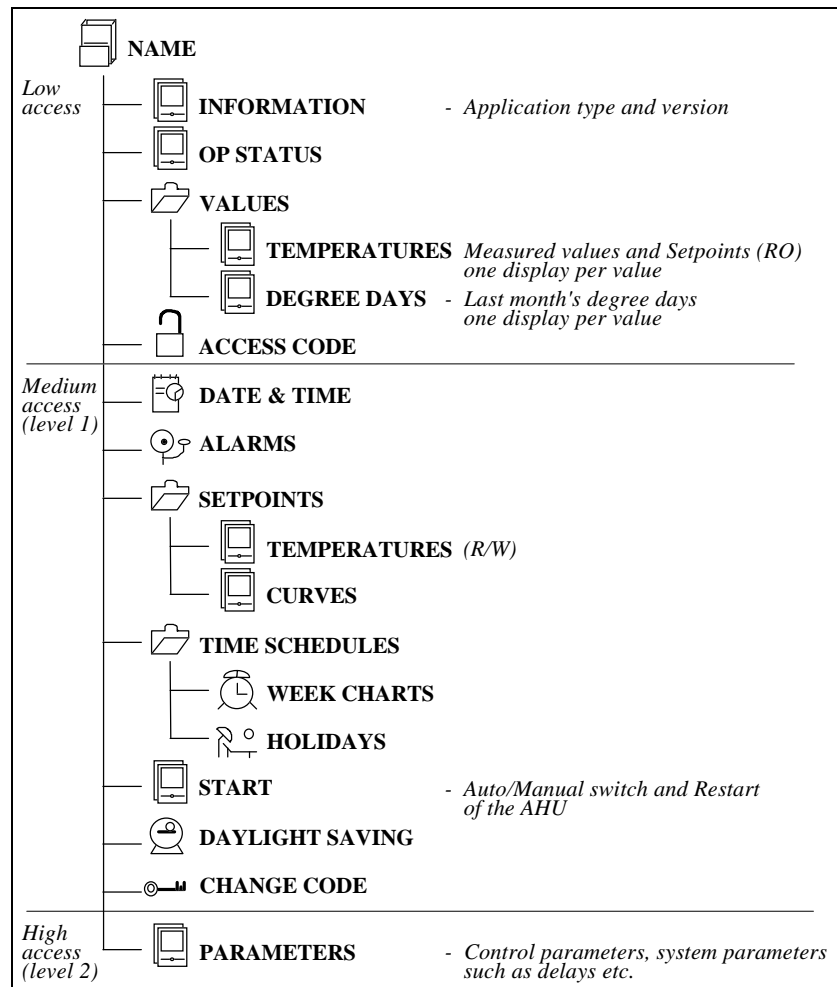 NAME
Low
access
INFORMATION - Application type and version
OP STATUS
VALUES
TEMPERATURES Measured values and Setpoints (RO)
one display per value
DEGREE DAYS - Last month's degree days
one display per value
ACCESS CODE
Medium
access
(level 1)
DATE & TIME
ALARMS
SETPOINTS
TEMPERATURES (R/W)
CURVES
TIME SCHEDULES
WEEK CHARTS
HOLIDAYS
START - Auto/Manual switch and Restart
of the AHU
DAYLIGHT SAVING
CHANGE CODE
High
access
(level 2)
PARAMETERS - Control parameters, system parameters
such as delays etc.